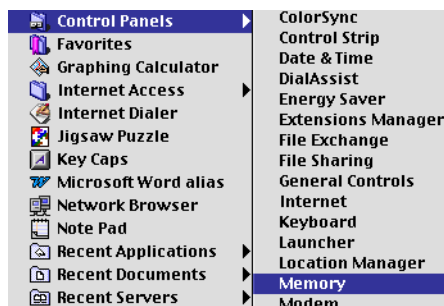 Control Panels
Favorites
Graphing Calculator
Internet Access
Internet Dialer
Jigsaw Puzzle
Key Caps
Microsoft Word alias
Network Browser
Note Pad
Recent Applications
Recent Documents
Recent Servers
ColorSync
Control Strip
Date & Time
DialAssist
Energy Saver
Extensions Manager
File Exchange
File Sharing
General Controls
Internet
Keyboard
Launcher
Location Manager
Memory
Modem